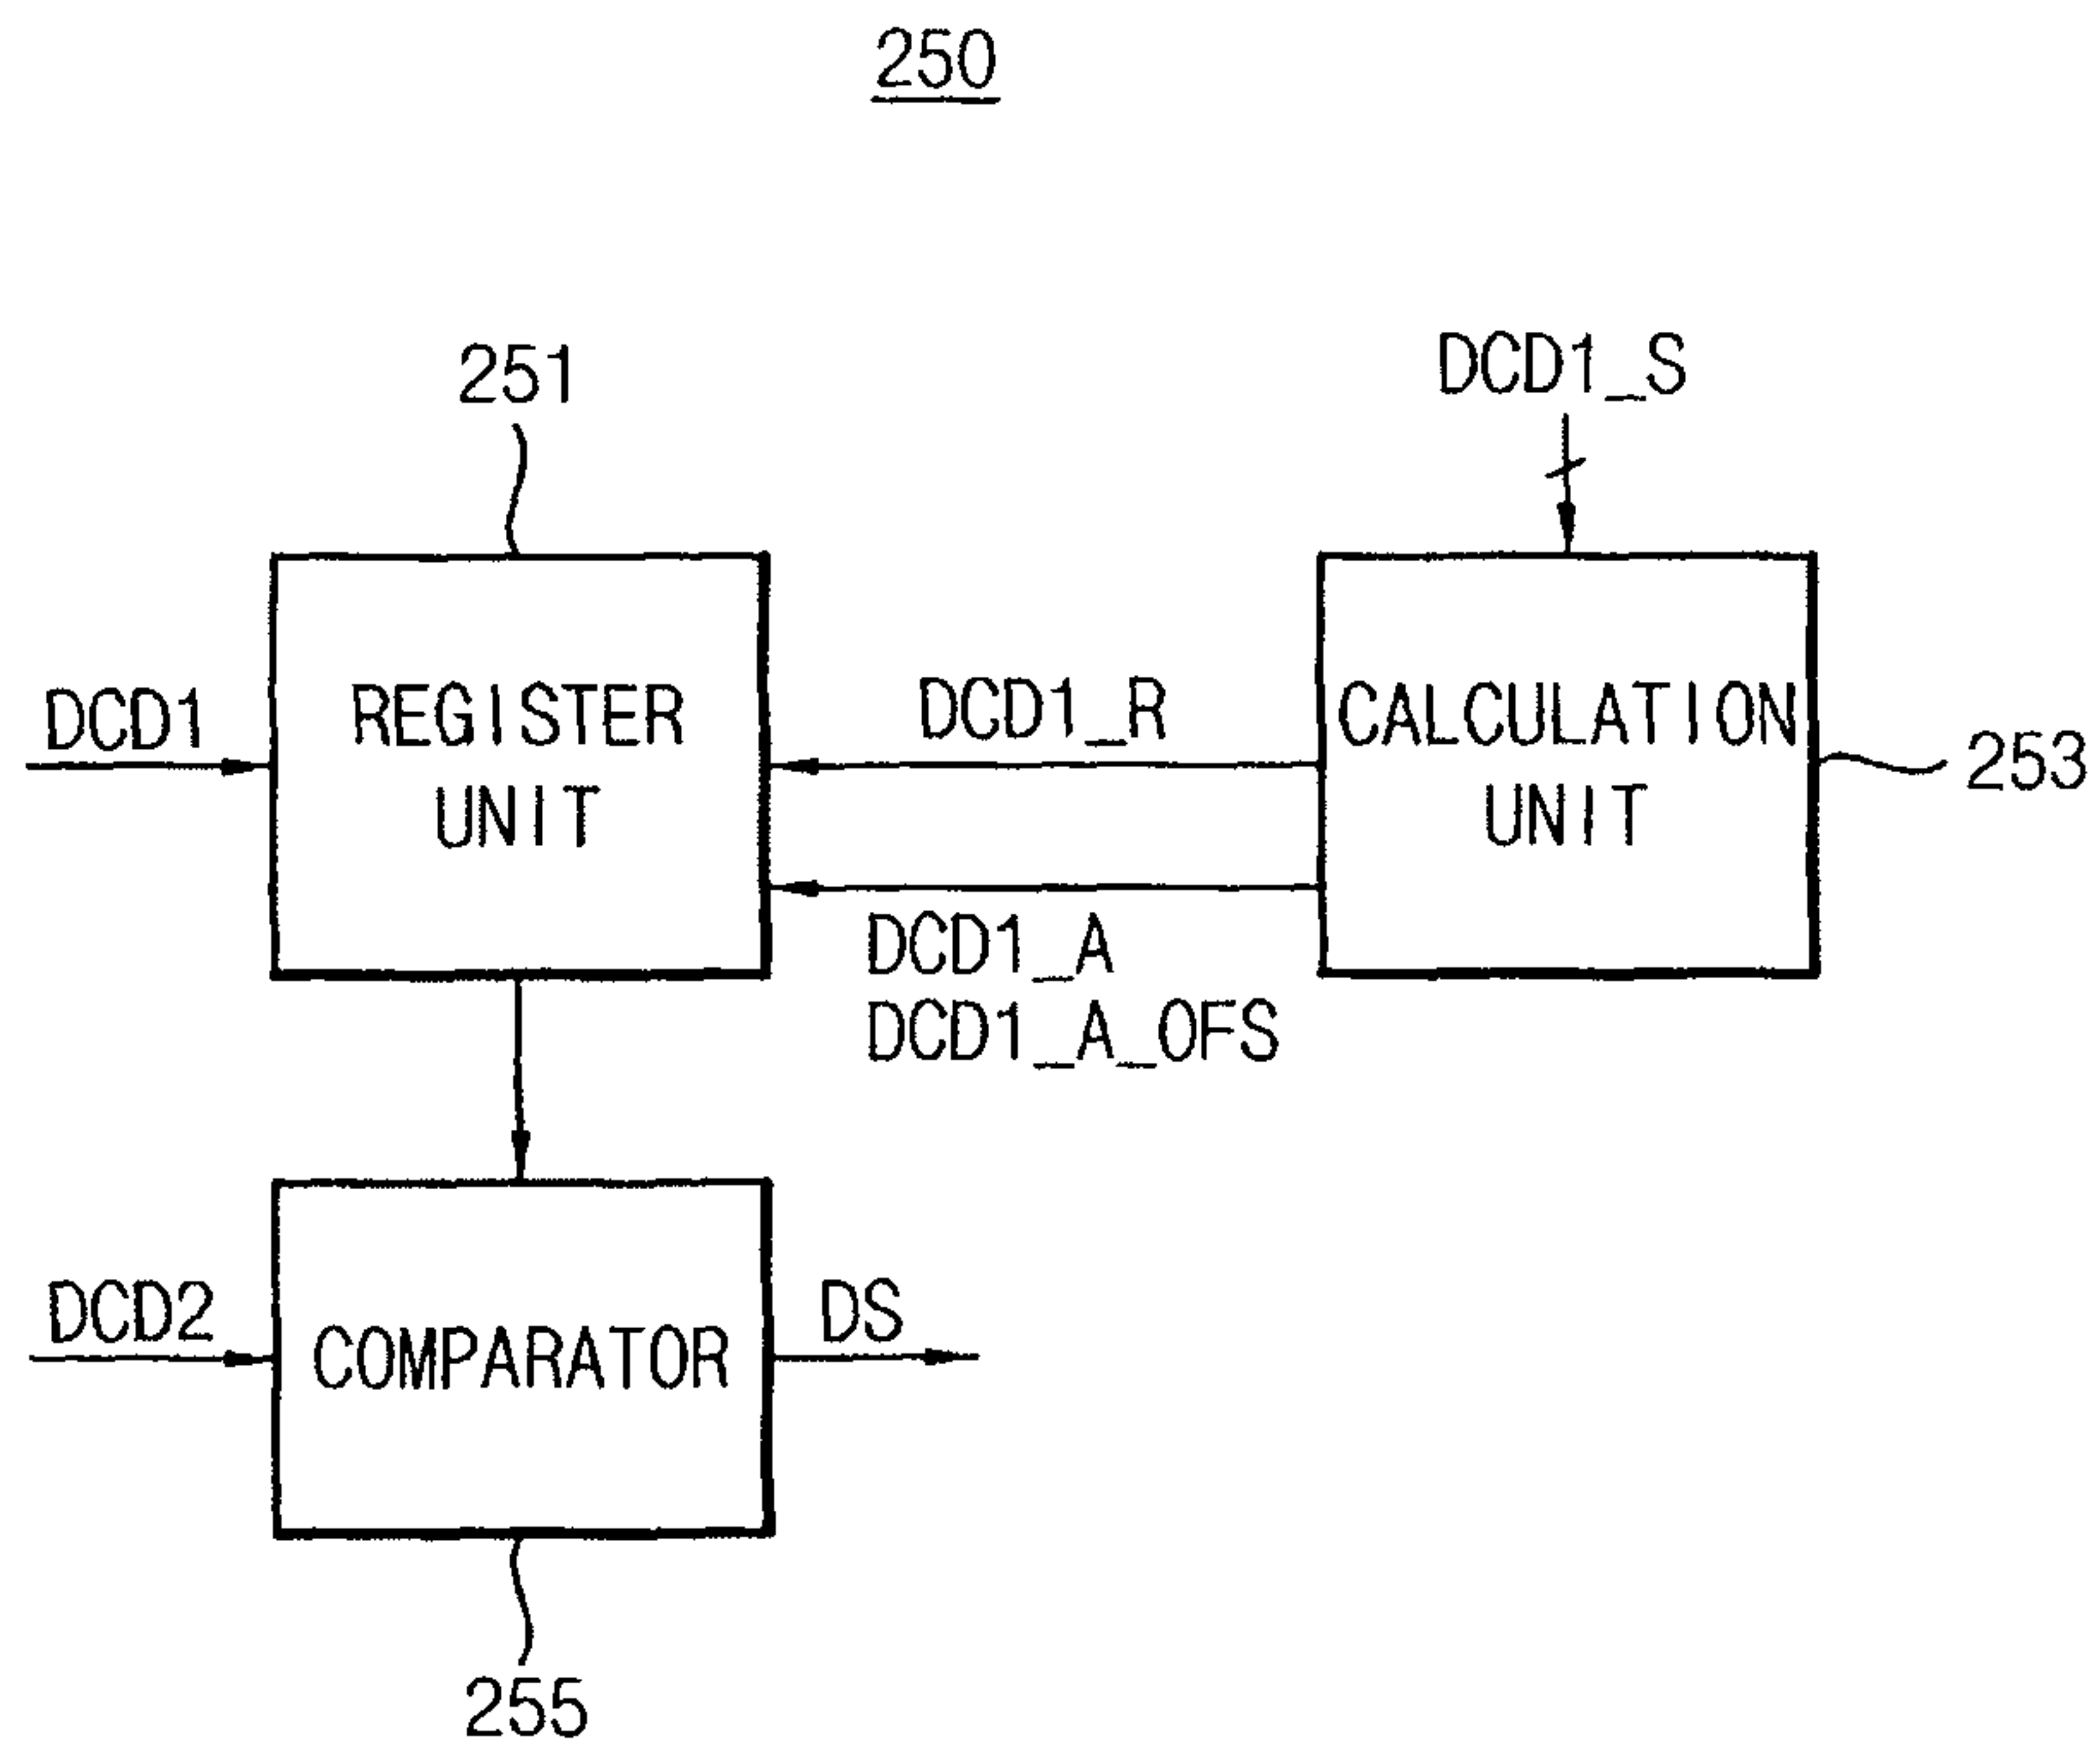 250
251
DCD1_S
DCD1
REGISTER
UNIT
DCD1_R
CALCULATION
UNIT
253
DCD1_A
DCD1_A_OFS
DCD2
COMPARATOR
DS
255